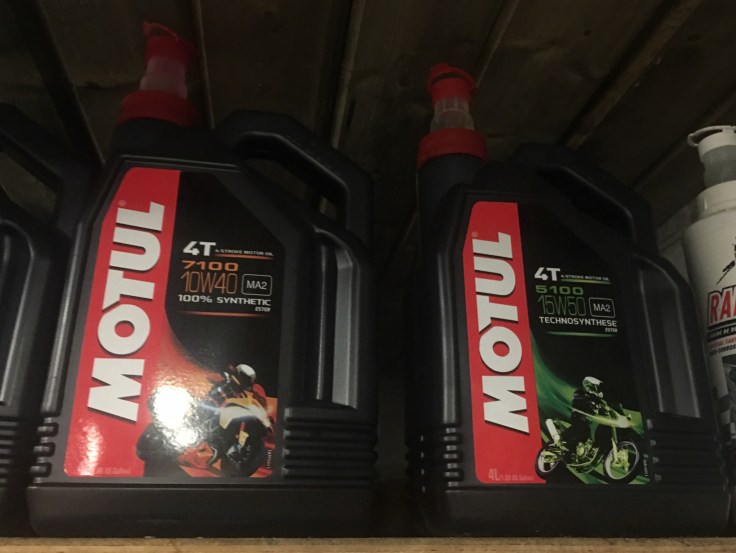 MOTUL®
4T 4-STROKE MOTOR OIL
7100
10W40 MA2
100% SYNTHETIC
ESTER
MOTUL®
4T 4-STROKE MOTOR OIL
5100
15W50 MA2
TECHNOSYNTHESE
ESTER
4L
RA